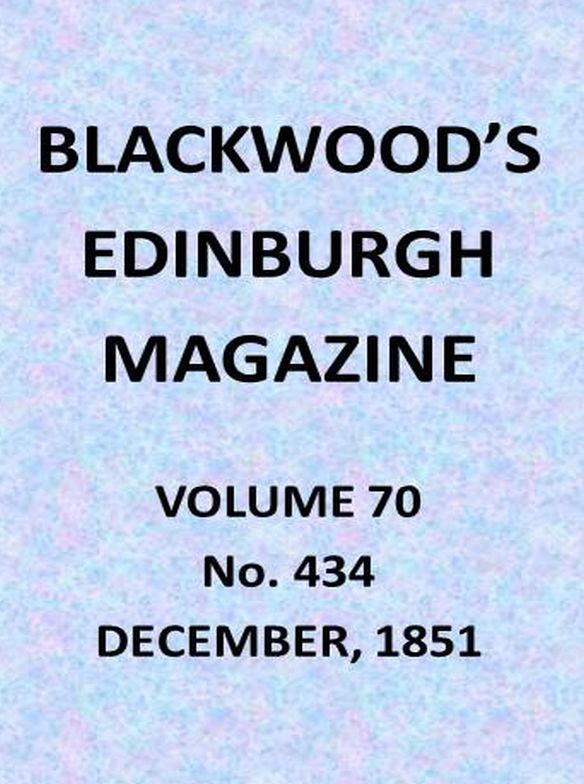 BLACKWOOD’S
EDINBURGH
MAGAZINE
VOLUME 70
No. 434
DECEMBER, 1851